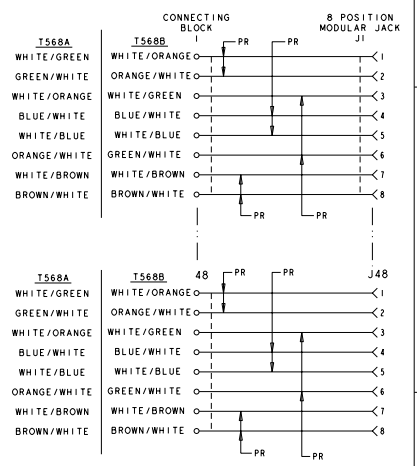 CONNECTING BLOCK
8 POSITION MODULAR JACK
I
J1
T568A T568B PR PR
WHITE/GREEN WHITE/ORANGE 1
GREEN/WHITE ORANGE/WHITE 2
WHITE/ORANGE WHITE/GREEN 3
BLUE/WHITE BLUE/WHITE 4
WHITE/BLUE WHITE/BLUE 5
ORANGE/WHITE GREEN/WHITE 6
WHITE/BROWN WHITE/BROWN 7
BROWN/WHITE BROWN/WHITE 8
PR PR
48 J48
T568A T568B PR PR
WHITE/GREEN WHITE/ORANGE 1
GREEN/WHITE ORANGE/WHITE 2
WHITE/ORANGE WHITE/GREEN 3
BLUE/WHITE BLUE/WHITE 4
WHITE/BLUE WHITE/BLUE 5
ORANGE/WHITE GREEN/WHITE 6
WHITE/BROWN WHITE/BROWN 7
BROWN/WHITE BROWN/WHITE 8
PR PR